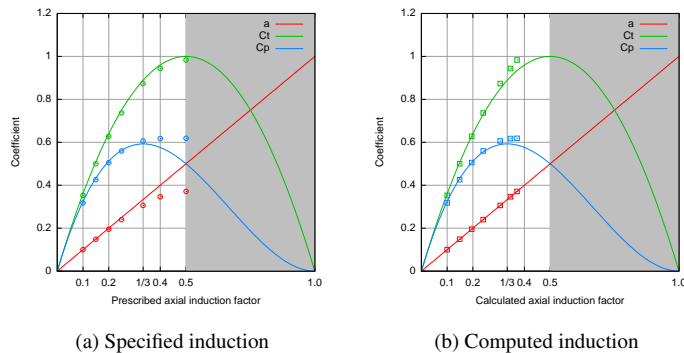 1.2
1
0.8
0.6
0.4
0.2
0
Coefficient
a
Ct
Cp
0.1 0.2 1/3 0.4 0.5 1.0
Prescribed axial induction factor
(a) Specified induction
1.2
1
0.8
0.6
0.4
0.2
0
Coefficient
a
Ct
Cp
0.1 0.2 1/3 0.4 0.5 1.0
Calculated axial induction factor
(b) Computed induction